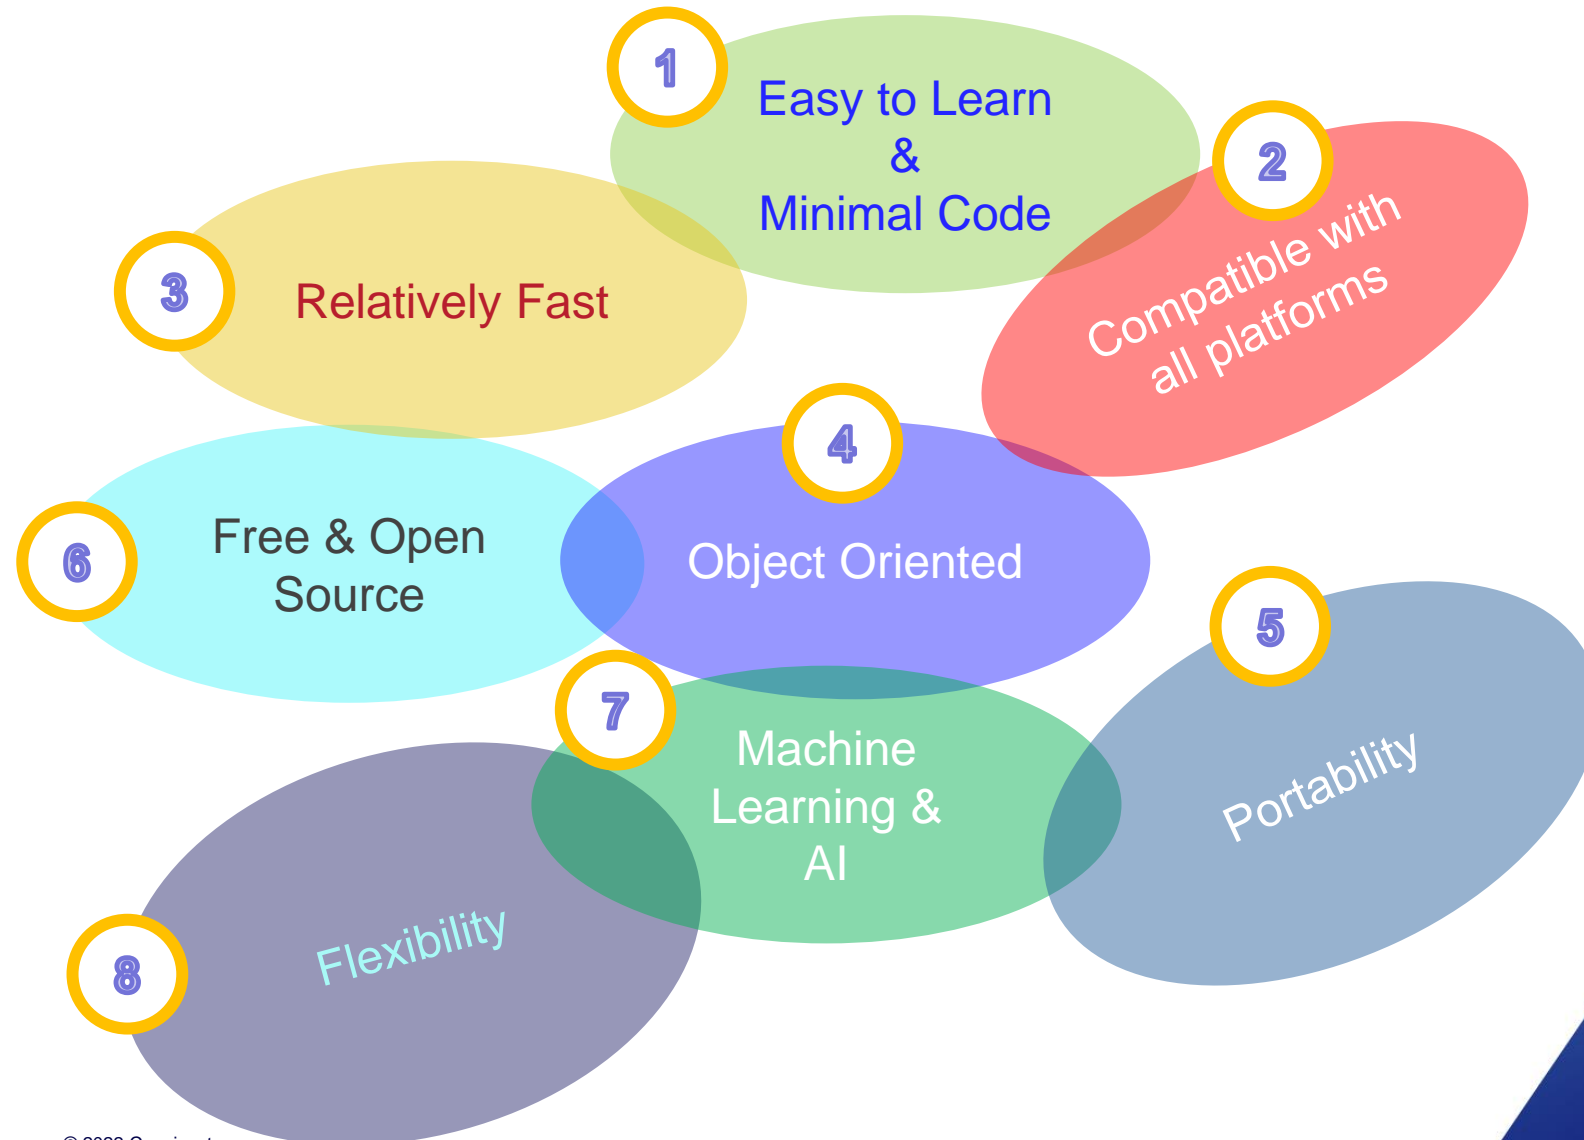 1
Easy to Learn
&
Minimal Code
2
Compatible with
all platforms
3
Relatively Fast
4
Object Oriented
5
Portability
6
Free & Open
Source
7
Machine
Learning &
AI
8
Flexibility